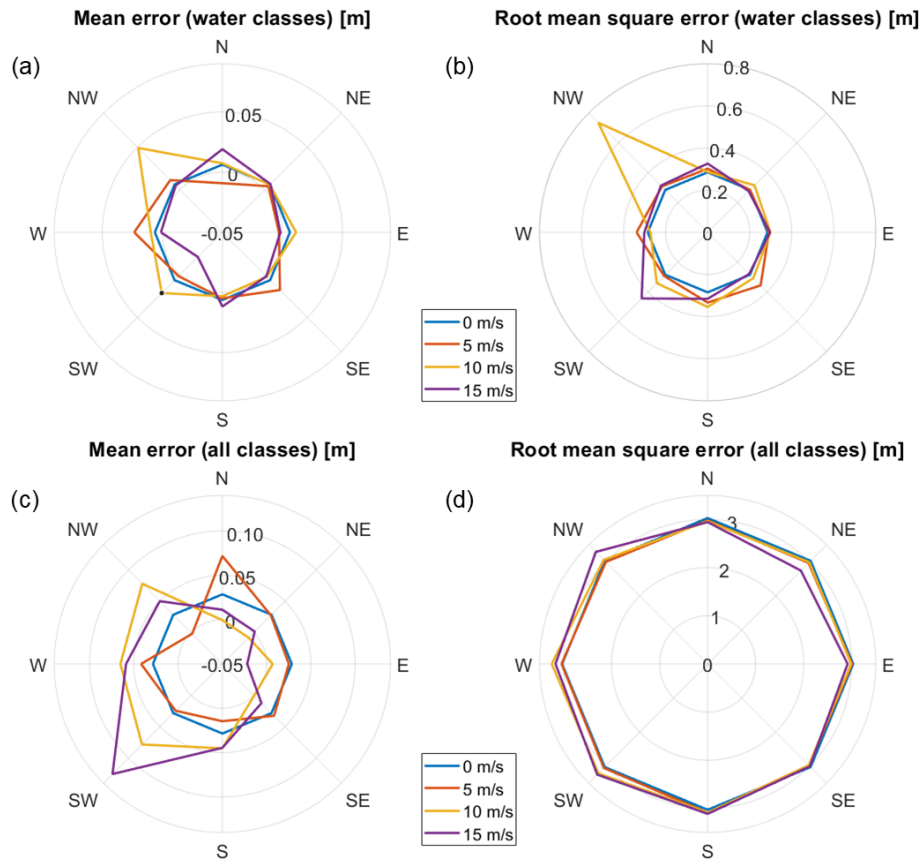 Mean error (water classes) [m]
(a)
N
NW
NE
0.05
0
-0.05
W
E
SW
SE
S
Root mean square error (water classes) [m]
(b)
N
0.8
NW
NE
0.6
0.4
0.2
0
W
E
SW
SE
S
0 m/s
5 m/s
10 m/s
15 m/s
Mean error (all classes) [m]
(c)
N
NW
NE
0.10
0.05
0
-0.05
W
E
SW
SE
S
Root mean square error (all classes) [m]
(d)
N
NW
NE
3
2
1
0
W
E
SW
SE
S
0 m/s
5 m/s
10 m/s
15 m/s